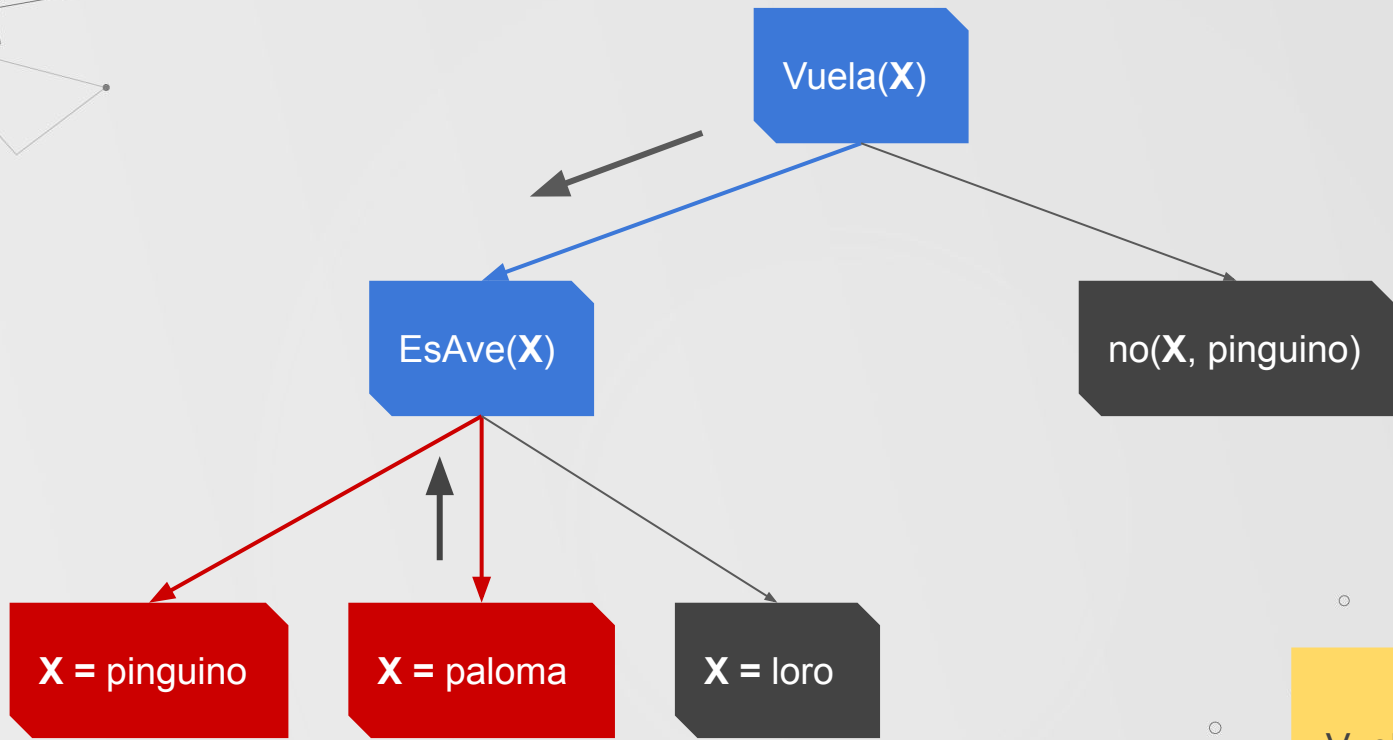 Vuela(X)
EsAve(X)
no(X, pinguino)
X = pinguino
X = paloma
X = loro